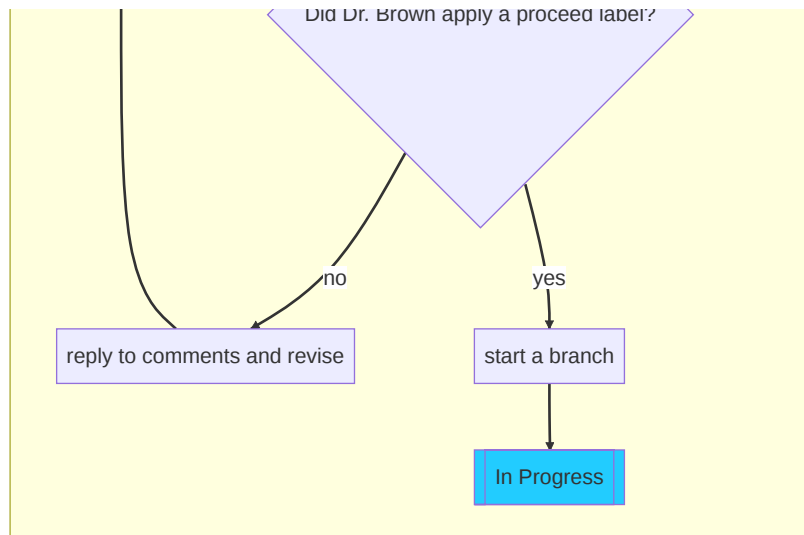 Did Dr. Brown apply a proceed label?
no
yes
reply to comments and revise
start a branch
In Progress